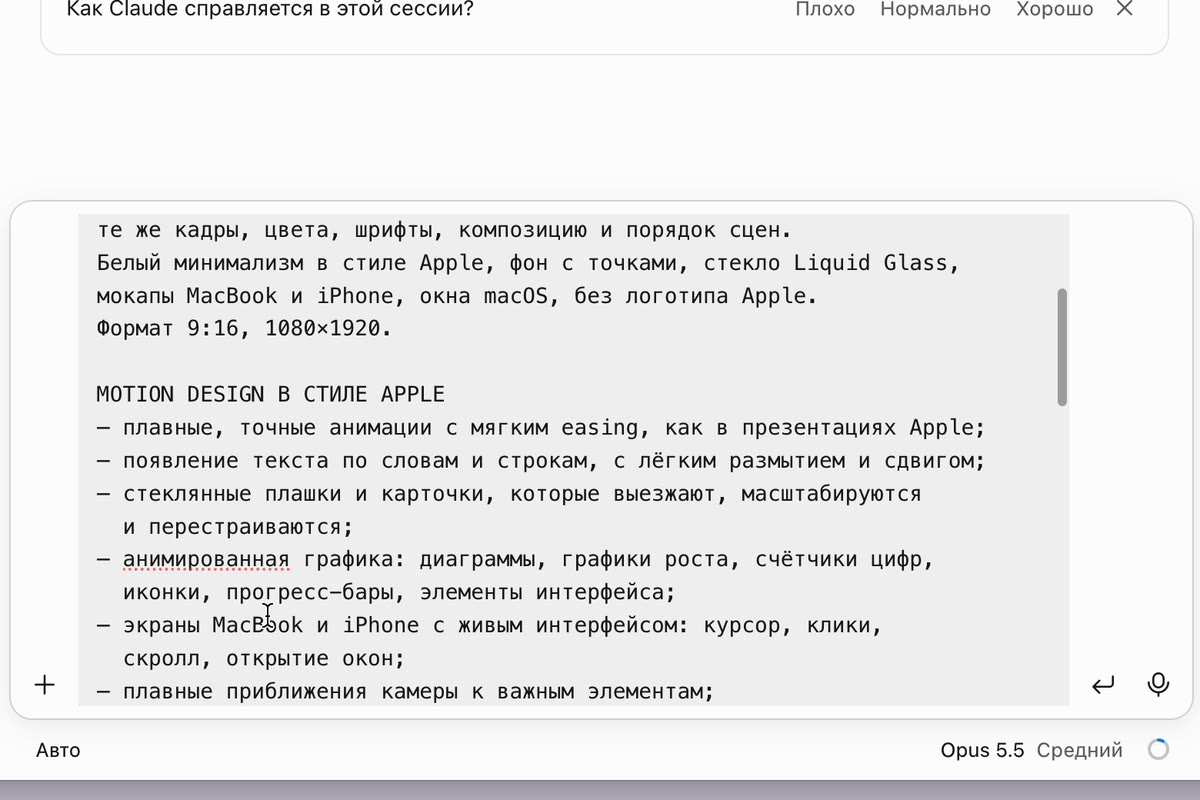 Как Claude справляется в этой сессии?
Плохо Нормально Хорошо
те же кадры, цвета, шрифты, композицию и порядок сцен.
Белый минимализм в стиле Apple, фон с точками, стекло Liquid Glass,
мокапы MacBook и iPhone, окна macOS, без логотипа Apple.
Формат 9:16, 1080×1920.
MOTION DESIGN В СТИЛЕ APPLE
— плавные, точные анимации с мягким easing, как в презентациях Apple;
— появление текста по словам и строкам, с лёгким размытием и сдвигом;
— стеклянные плашки и карточки, которые выезжают, масштабируются
и перестраиваются;
— анимированная графика: диаграммы, графики роста, счётчики цифр,
иконки, прогресс-бары, элементы интерфейса;
— экраны MacBook и iPhone с живым интерфейсом: курсор, клики,
скролл, открытие окон;
— плавные приближения камеры к важным элементам;
Авто
Opus 5.5 Средний